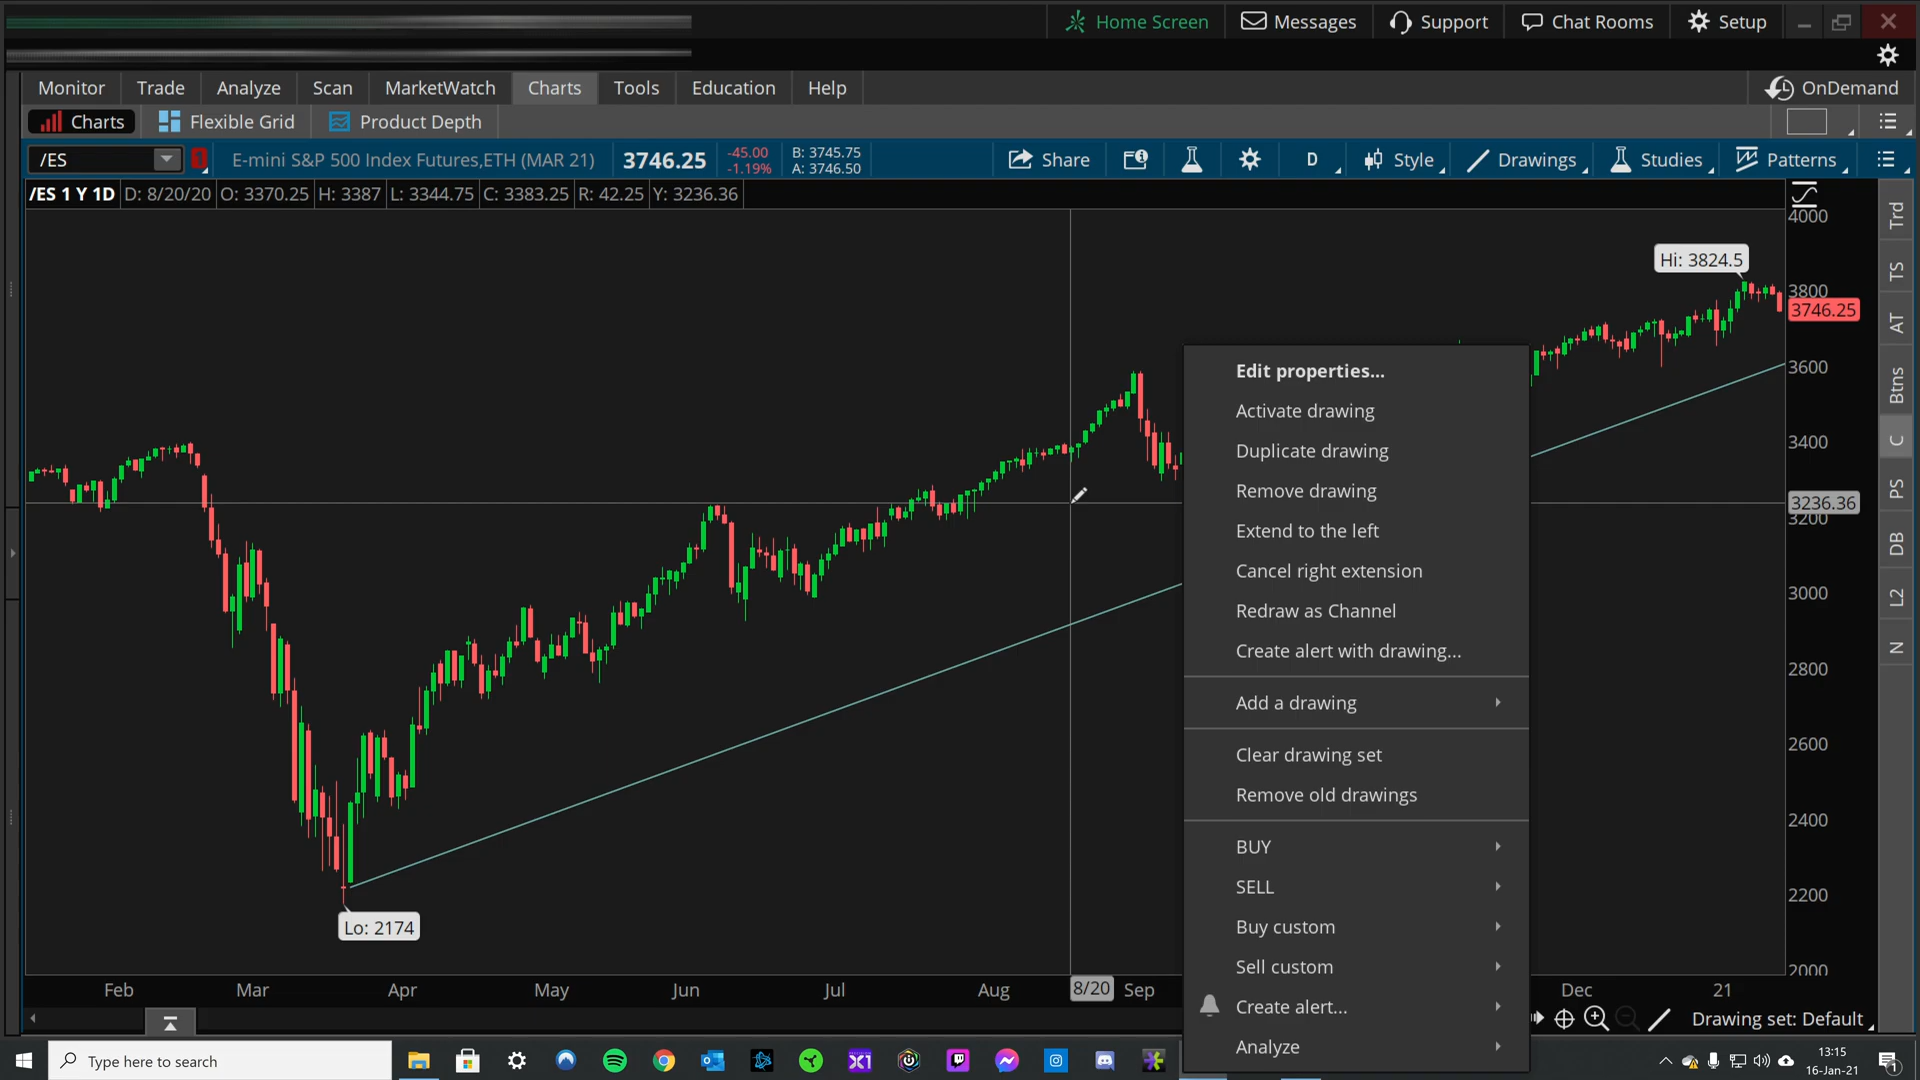 Home Screen Messages Support Chat Rooms Setup
Monitor Trade Analyze Scan MarketWatch Charts Tools Education Help OnDemand
Charts Flexible Grid Product Depth
/ES 1 E-mini S&P 500 Index Futures,ETH (MAR 21) 3746.25 -45.00 B: 3745.75 Share D Style Drawings Studies Patterns
-1.19% A: 3746.50
/ES 1 Y 1D D: 8/20/20 O: 3370.25 H: 3387 L: 3344.75 C: 3383.25 R: 42.25 Y: 3236.36
4000
Hi: 3824.5
3800
3746.25
3600
3400
3236.36
3200
3000
2800
2600
2400
2200
2000
Lo: 2174
Trd
TS
AT
Btns
C
PS
DB
L2
N
Edit properties...
Activate drawing
Duplicate drawing
Remove drawing
Extend to the left
Cancel right extension
Redraw as Channel
Create alert with drawing...
Add a drawing
Clear drawing set
Remove old drawings
BUY
SELL
Buy custom
Sell custom
Create alert...
Analyze
Feb Mar Apr May Jun Jul Aug 8/20 Sep Dec 21
Drawing set: Default
Type here to search
X1
13:15
16-Jan-21
1